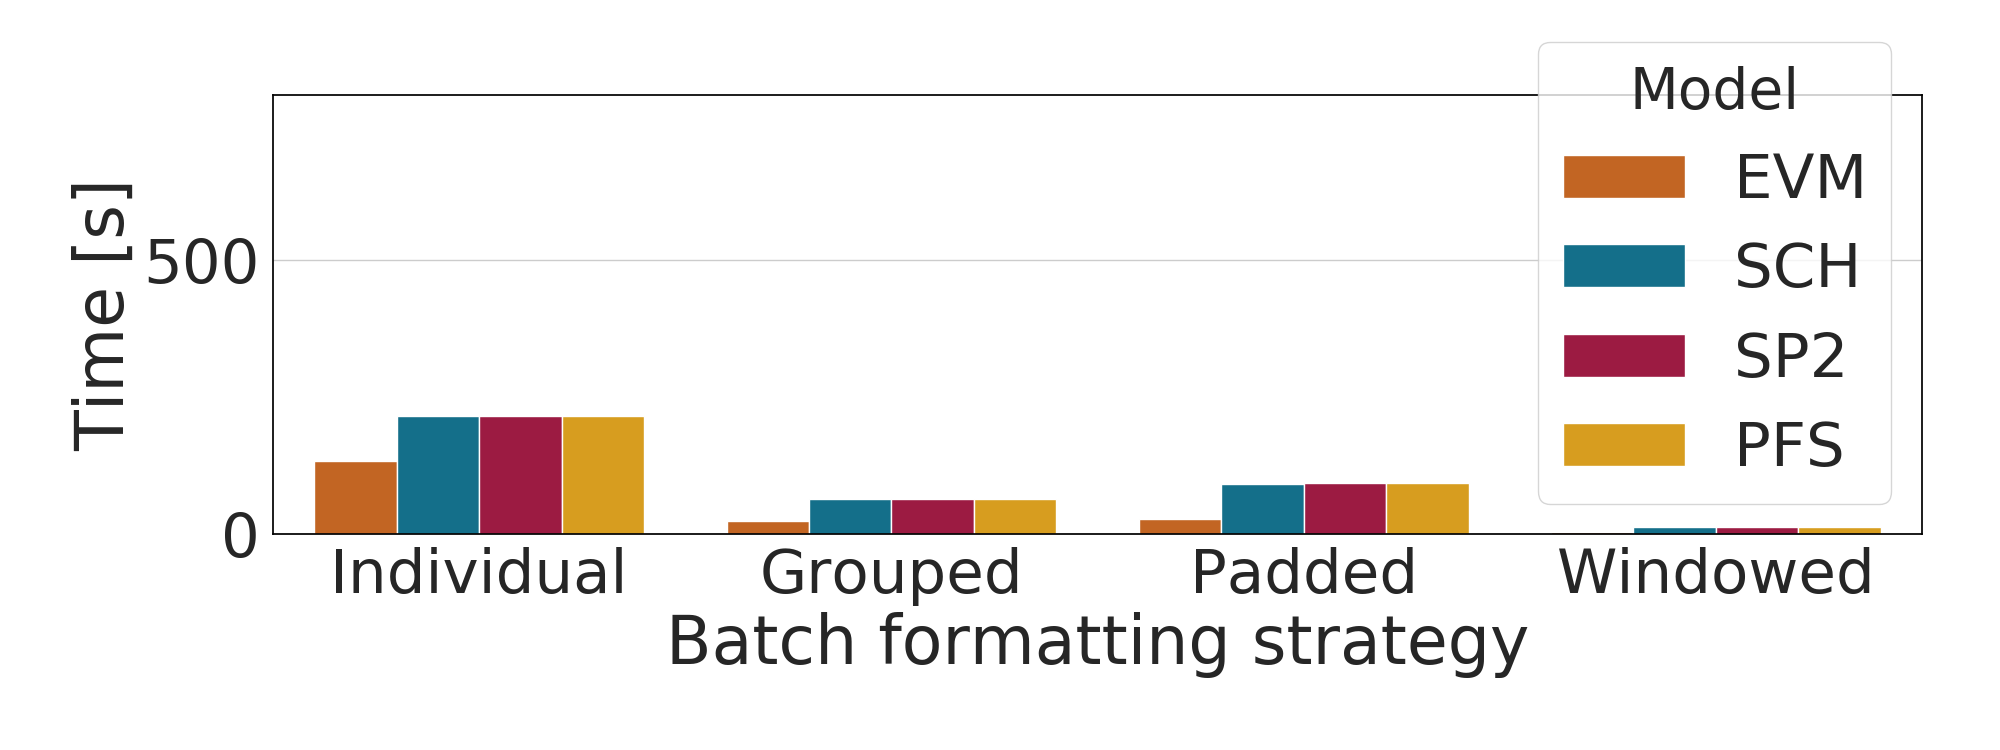 Model
EVM
SCH
SP2
PFS
Time [s]
500
0
Individual
Grouped
Padded
Windowed
Batch formatting strategy